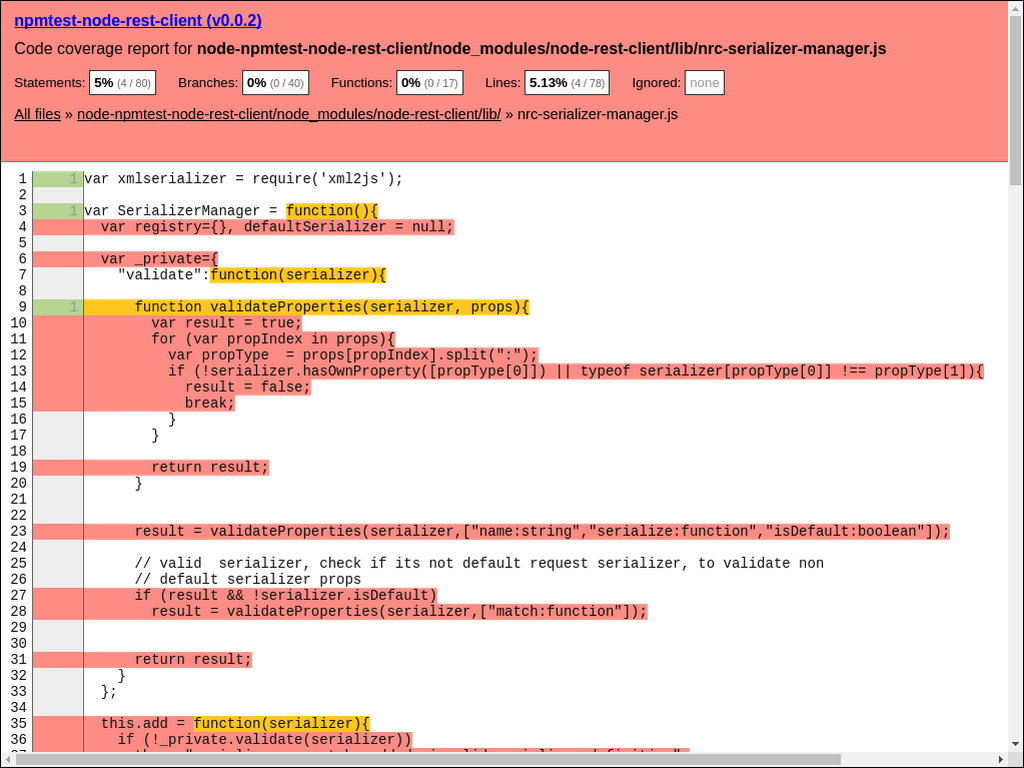 npmtest-node-rest-client (v0.0.2)
Code coverage report for node-npmtest-node-rest-client/node_modules/node-rest-client/lib/nrc-serializer-manager.js
Statements: 5% (4 / 80) Branches: 0% (0 / 40) Functions: 0% (0 / 17) Lines: 5.13% (4 / 78) Ignored: none
All files » node-npmtest-node-rest-client/node_modules/node-rest-client/lib/ » nrc-serializer-manager.js
1 1 var xmlserializer = require('xml2js');
2
3 1 var SerializerManager = function(){
4 var registry={}, defaultSerializer = null;
5
6 var _private={
7 "validate":function(serializer){
8
9 1 function validateProperties(serializer, props){
10 var result = true;
11 for (var propIndex in props){
12 var propType  = props[propIndex].split(":");
13 if (!serializer.hasOwnProperty([propType[0]]) || typeof serializer[propType[0]] !== propType[1]){
14 result = false;
15 break;
16 }
17 }
18
19 return result;
20 }
21
22
23 result = validateProperties(serializer,["name:string","serialize:function","isDefault:boolean"]);
24
25 // valid  serializer, check if its not default request serializer, to validate non
26 // default serializer props
27 if (result && !serializer.isDefault)
28 result = validateProperties(serializer,["match:function"]);
29
30
31 return result;
32 }
33 };
34
35 this.add = function(serializer){
36 if (!_private.validate(serializer))